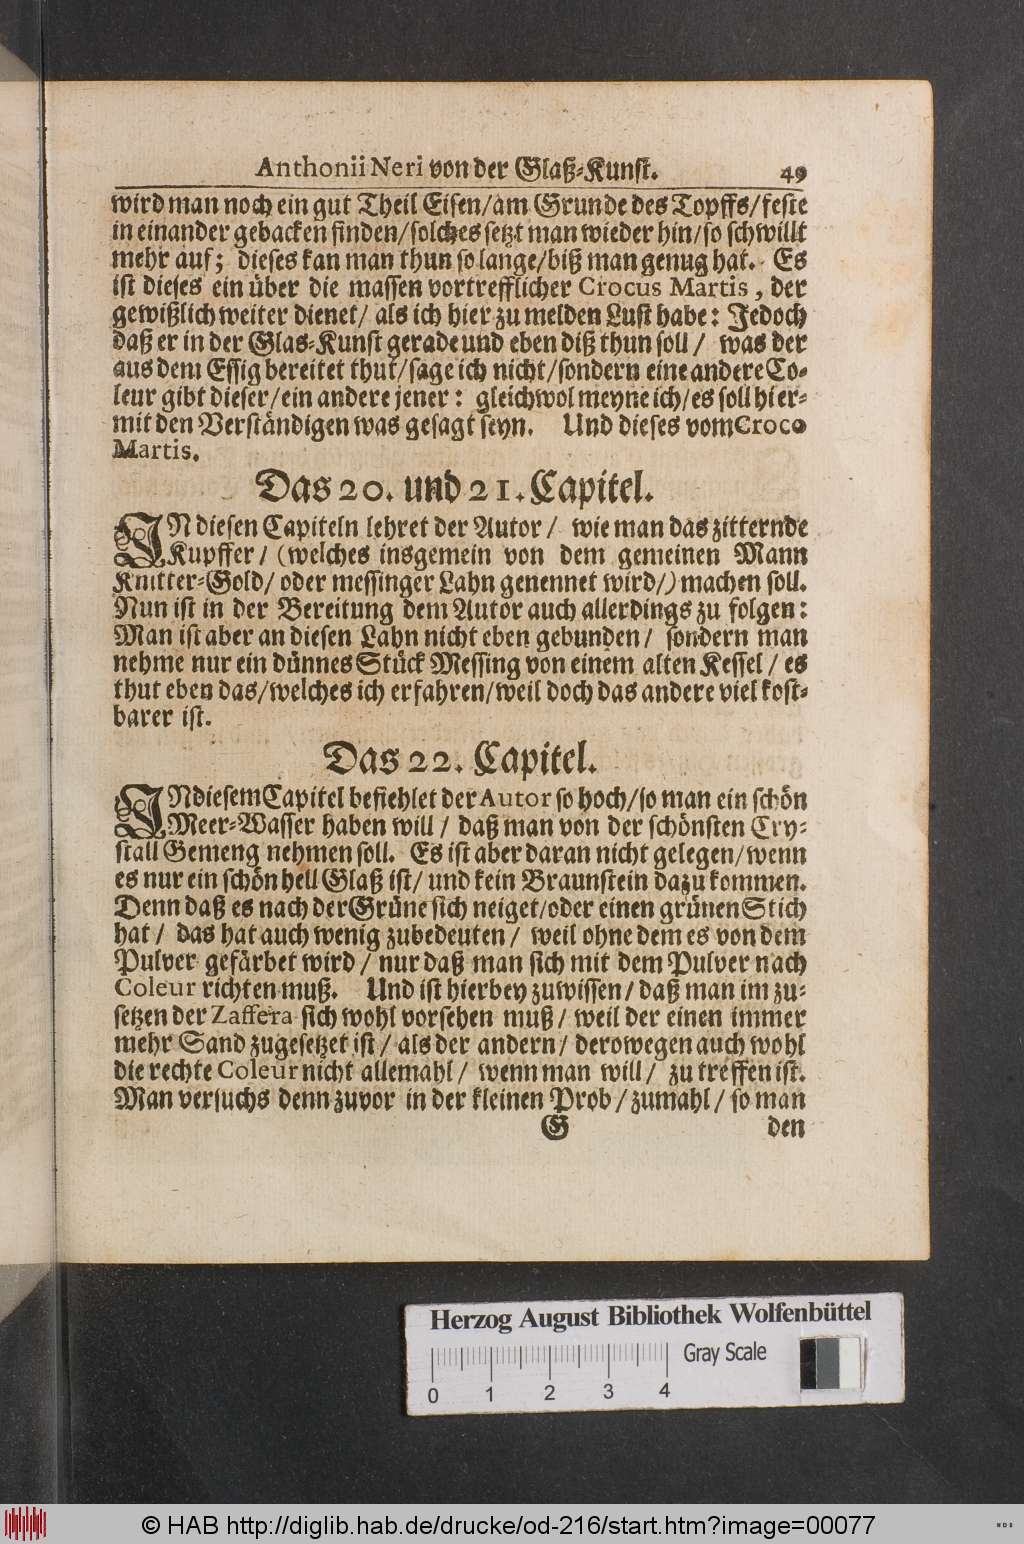 Anthonii Neri von der Glaß-Kunst. 49
wird man noch ein gut Theil Eisen/am Grunde des Topffs/feste
in einander gebacken finden/solches setzt man wieder hin/so schwillt
mehr auf; dieses kan man thun so lange/biß man genug hat. Es
ist dieses ein über die massen vortrefflicher Crocus Martis, der
gewißlich weiter dienet/ als ich hier zu melden Lust habe: Jedoch
daß er in der Glas-Kunst gerade und eben diß thun soll/ was der
aus dem Essig bereitet thut/sage ich nicht/sondern eine andere Co-
leur gibt dieser/ein andere jener: gleichwol meyne ich/es soll hier-
mit den Verständigen was gesagt seyn. Und dieses vom Croco
Martis.
Das 20. und 21. Capitel.
IN diesen Capiteln lehret der Autor/ wie man das zitternde
Kupffer/ (welches insgemein von dem gemeinen Mann
Knitter-Gold/ oder messinger Lahn genennet wird/) machen soll.
Nun ist in der Bereitung dem Autor auch allerdings zu folgen:
Man ist aber an diesen Lahn nicht eben gebunden/ sondern man
nehme nur ein dünnes Stück Messing von einem alten Kessel/ es
thut eben das/welches ich erfahren/weil doch das andere viel kost-
barer ist.
Das 22. Capitel.
IN diesem Capitel befiehlet der Autor so hoch/so man ein schön
Meer-Wasser haben will/ daß man von der schönsten Cry-
stall Gemeng nehmen soll. Es ist aber daran nicht gelegen/wenn
es nur ein schön hell Glaß ist/ und kein Braunstein dazu kommen.
Denn daß es nach der Grüne sich neiget/oder einen grünen Stich
hat/ das hat auch wenig zubedeuten/ weil ohne dem es von dem
Pulver gefärbet wird/ nur daß man sich mit dem Pulver nach
Coleur richten muß. Und ist hierbey zuwissen/ daß man im zu-
setzen der Zaffera sich wohl vorsehen muß/ weil der einen immer
mehr Sand zugesetzet ist/ als der andern/ derowegen auch wohl
die rechte Coleur nicht allemahl/ wenn man will/ zu treffen ist.
Man versuchs denn zuvor in der kleinen Prob/zumahl/ so man
G den
Herzog August Bibliothek Wolfenbüttel
Gray Scale
0 1 2 3 4
© HAB http://diglib.hab.de/drucke/od-216/start.htm?image=00077